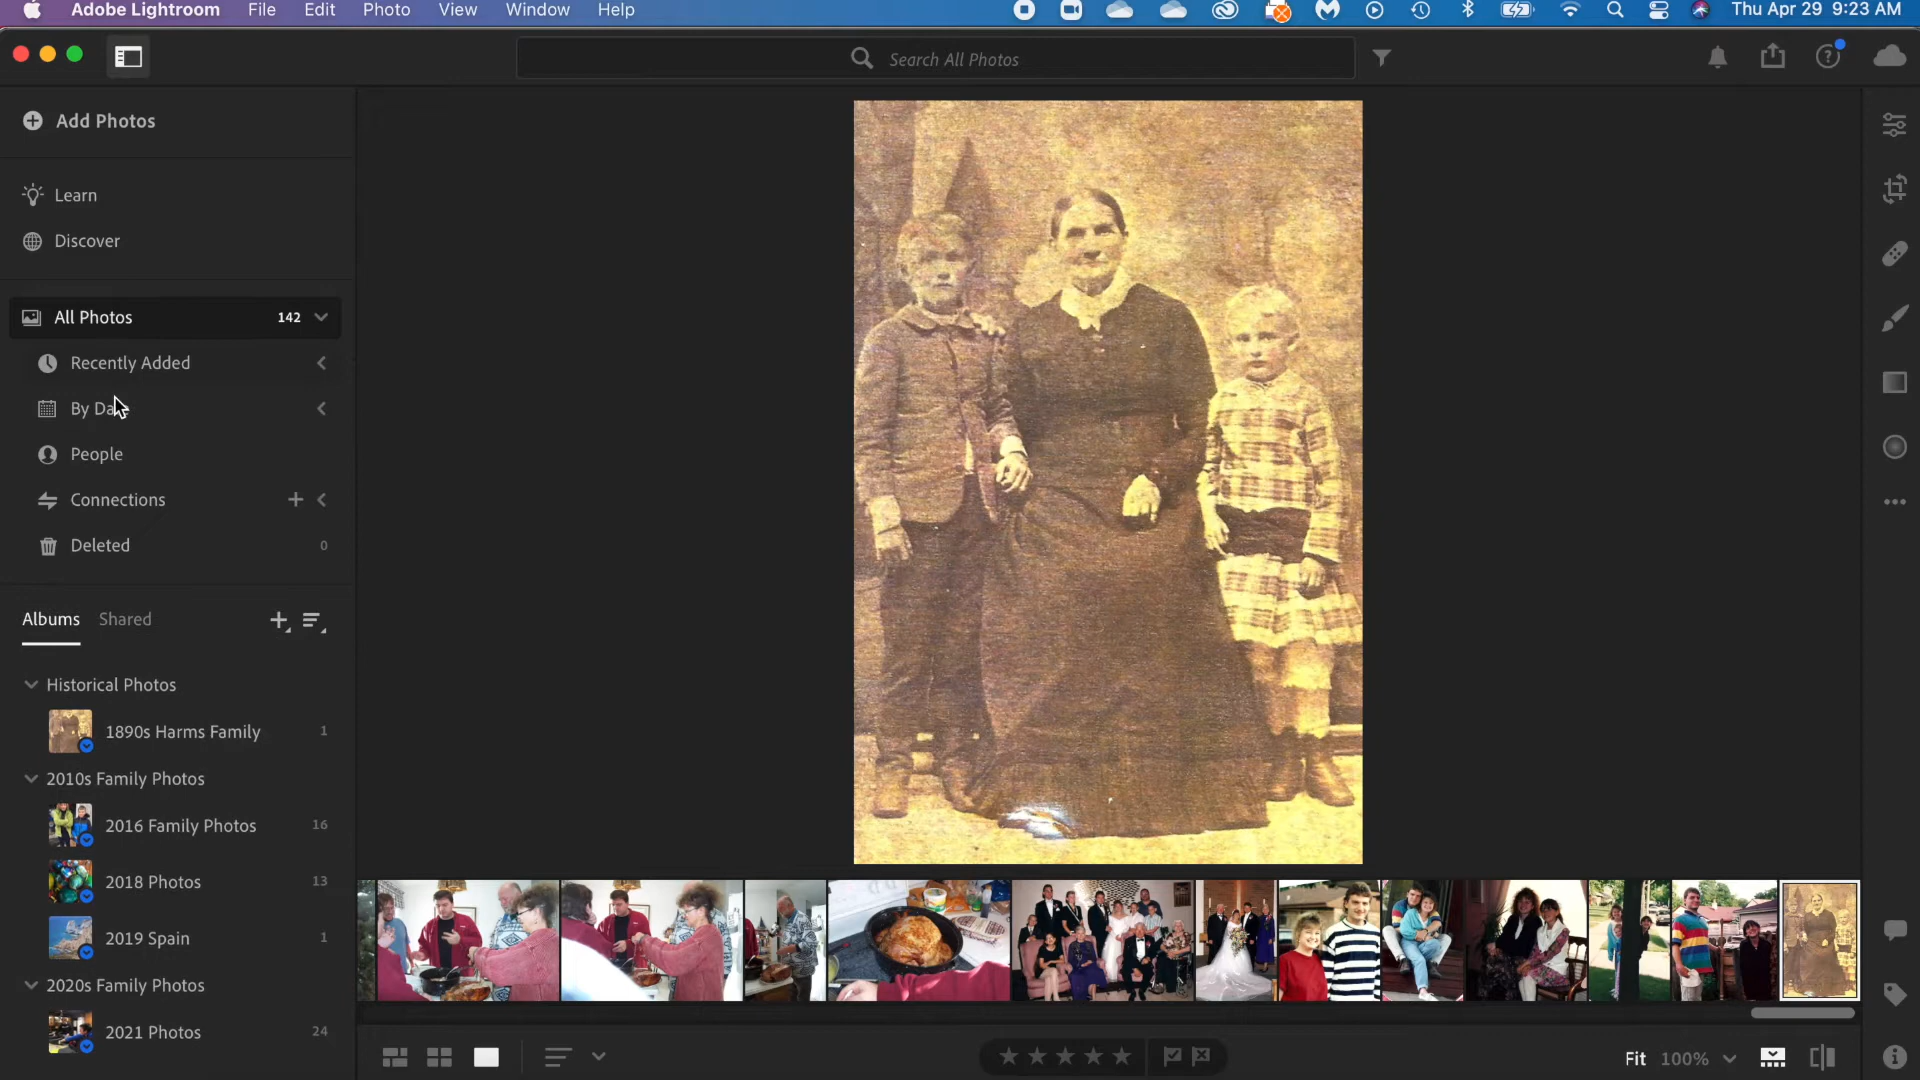 Adobe Lightroom File Edit Photo View Window Help Thu Apr 29 9:23 AM
Search All Photos
Add Photos
Learn
Discover
All Photos 142
Recently Added
By Da
People
Connections
Deleted 0
Albums Shared
Historical Photos
1890s Harms Family 1
2010s Family Photos
2016 Family Photos 16
2018 Photos 13
2019 Spain 1
2020s Family Photos
2021 Photos 24
Fit 100%